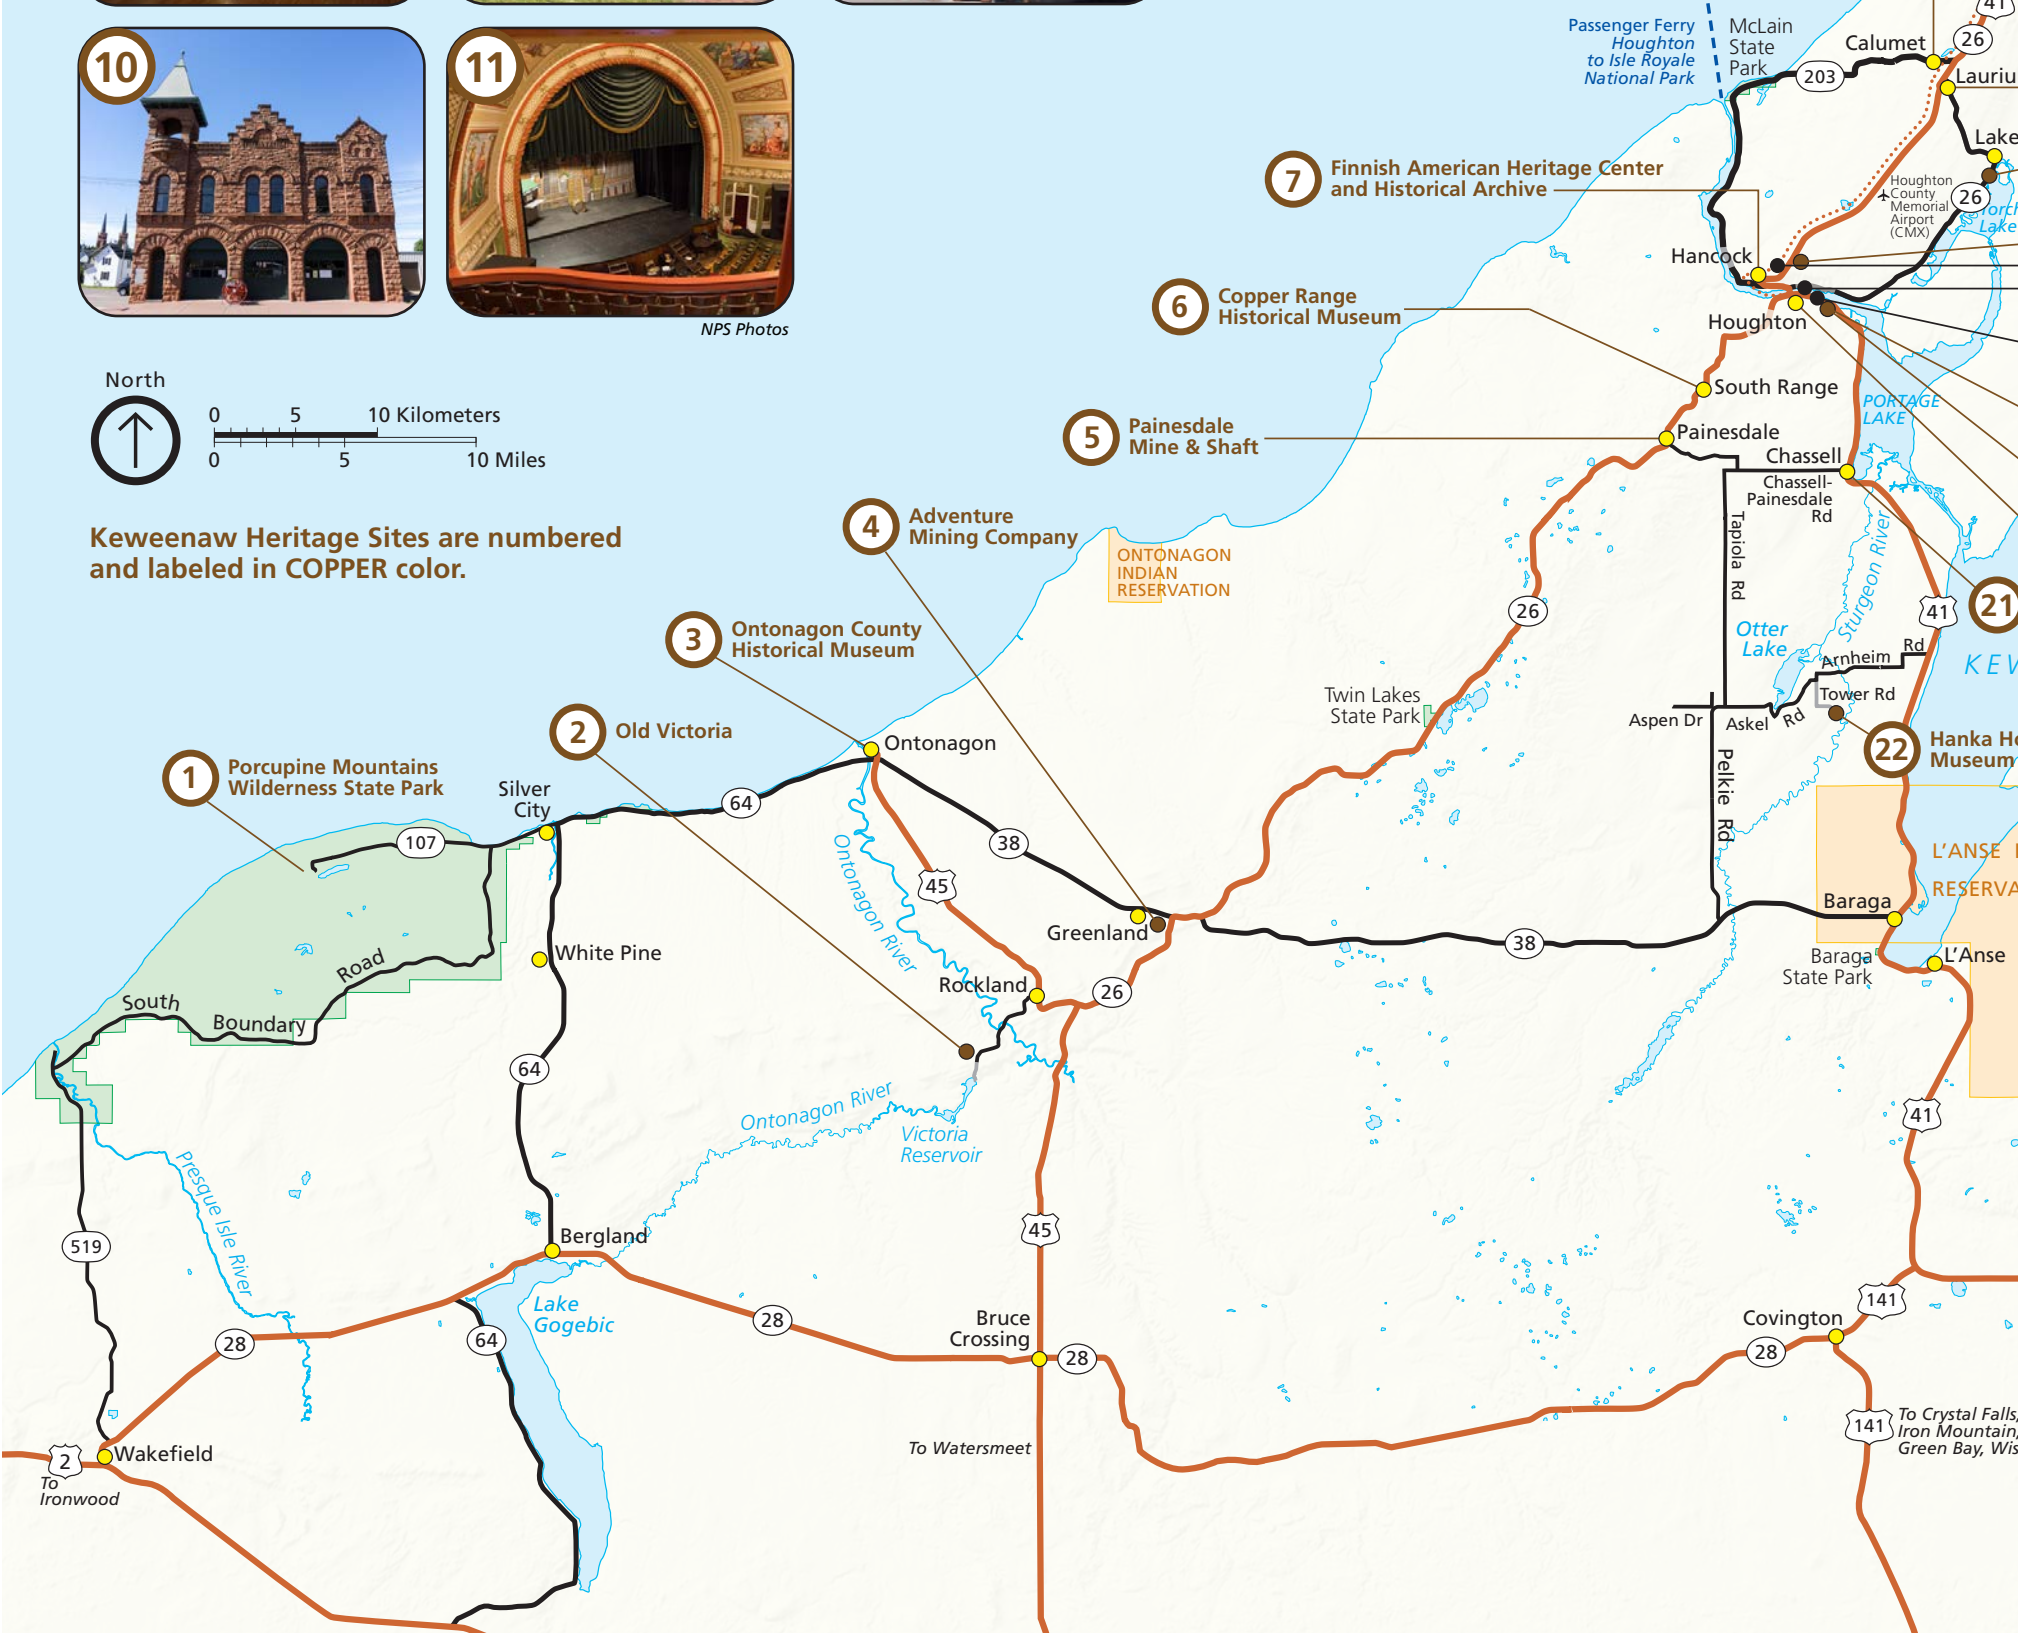 10
11
NPS Photos
North
0 5 10 Kilometers
0 5 10 Miles
Keweenaw Heritage Sites are numbered
and labeled in COPPER color.
Passenger Ferry
Houghton
to Isle Royale
National Park
McLain
State
Park
203
Calumet
41
26
Houghton
County
Memorial
Airport
(CMX)
26
7
Finnish American Heritage Center
and Historical Archive
Hancock
Houghton
6
Copper Range
Historical Museum
South Range
5
Painesdale
Mine & Shaft
Painesdale
PORTAGE
LAKE
Chassell
Chassell-
Painesdale
Rd
Tapiola Rd
Sturgeon River
21
41
4
Adventure
Mining Company
ONTONAGON
INDIAN
RESERVATION
26
Otter
Lake
Arnheim Rd
Tower Rd
Aspen Dr
Askel Rd
Pelkie Rd
22
Museum
3
Ontonagon County
Historical Museum
Twin Lakes
State Park
2
Old Victoria
Ontonagon
1
Porcupine Mountains
Wilderness State Park
Silver
City
64
107
38
45
Ontonagon River
L'ANSE
Baraga
Greenland
38
White Pine
South Boundary Road
Rockland
26
Baraga
State Park
L'Anse
64
Ontonagon River
Victoria
Reservoir
41
Presque Isle River
519
Bergland
45
Lake
Gogebic
28
64
28
Bruce
Crossing
28
141
Covington
28
To Watersmeet
141
To Crystal Falls,
Iron Mountain,
Green Bay,
2
Wakefield
To
Ironwood